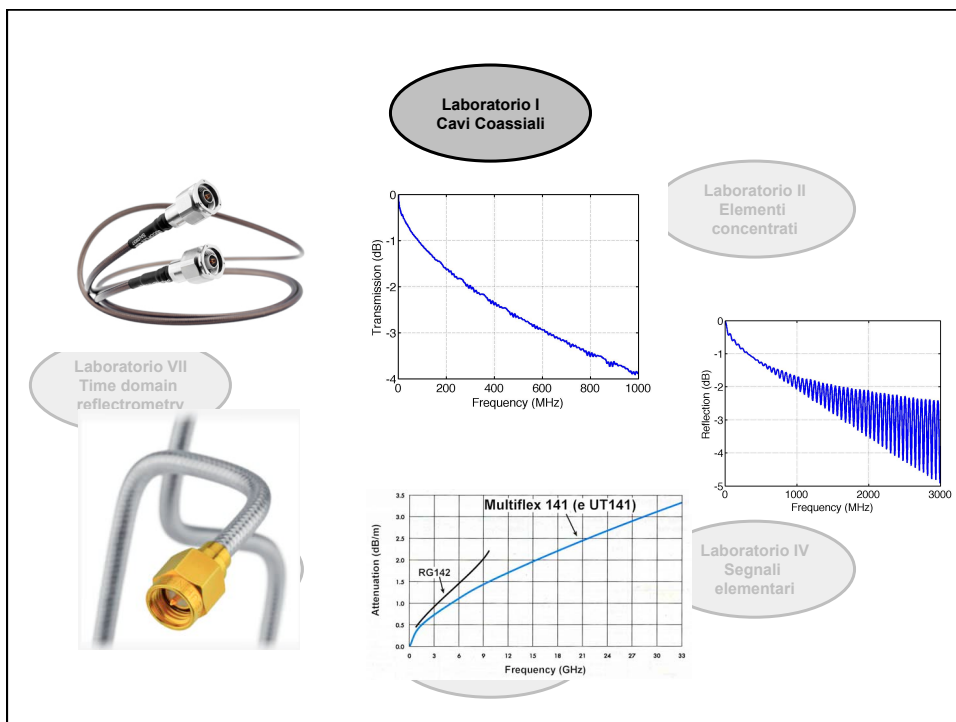 Laboratorio I
Cavi Coassiali
Laboratorio II
Elementi
concentrati
0
-1
-2
-3
-4
Transmission (dB)
0 200 400 600 800 1000
Frequency (MHz)
Laboratorio VII
Time domain
reflectrometry
0
-1
-2
-3
-4
-5
Reflection (dB)
0 1000 2000 3000
Frequency (MHz)
Multiflex 141 (e UT141)
RG142
3.5
3.0
2.5
2.0
1.5
1.0
0.5
0.0
Attenuation (dB/m)
0 3 6 9 12 15 18 21 24 27 30 33
Frequency (GHz)
Laboratorio IV
Segnali
elementari